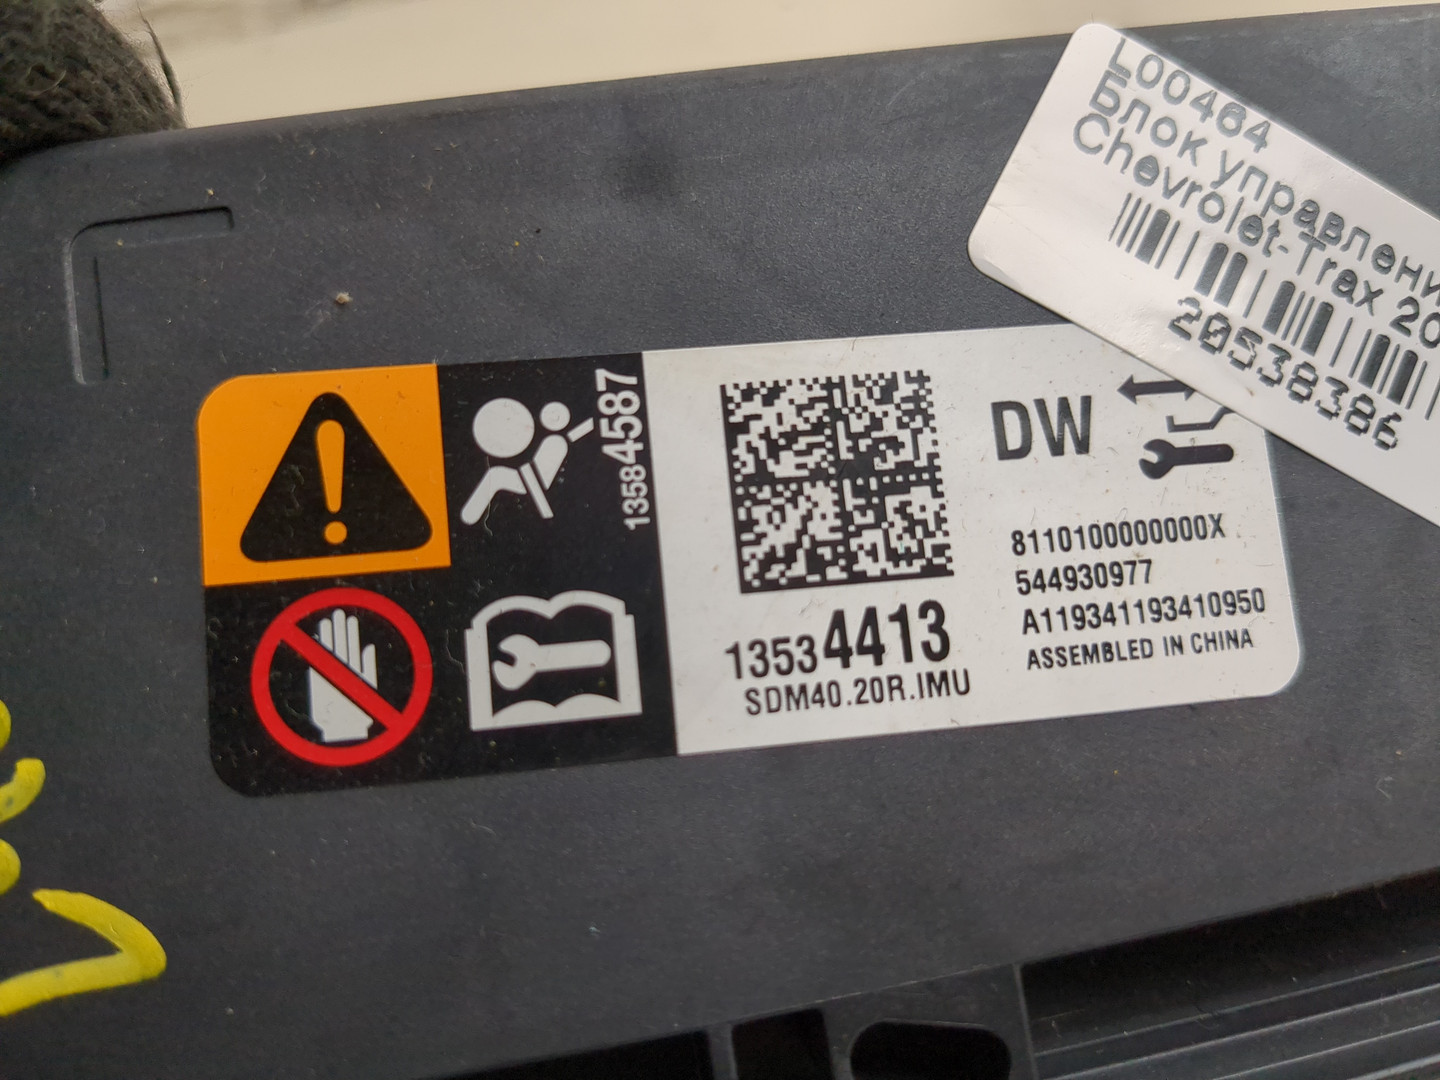 L00464
Блок управлени
Chevrolet-Trax 20
20538386
13584587
DW
8110100000000X
544930977
A119341193410950
ASSEMBLED IN CHINA
13534413
SDM40.20R.IMU